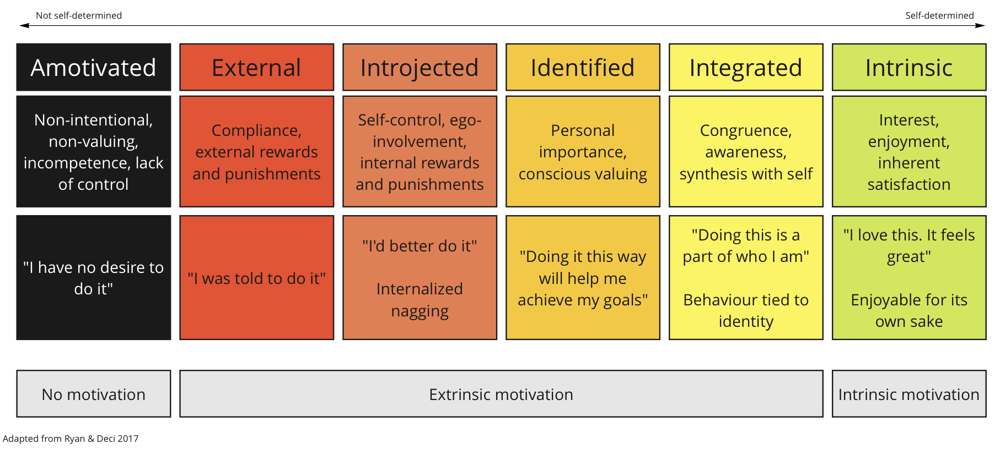 Not self-determined
Self-determined
Amotivated
External
Introjected
Identified
Integrated
Intrinsic
Non-intentional,
non-valuing,
incompetence, lack
of control
Compliance,
external rewards
and punishments
Self-control, ego-
involvement,
internal rewards
and punishments
Personal
importance,
conscious valuing
Congruence,
awareness,
synthesis with self
Interest,
enjoyment,
inherent
satisfaction
"I have no desire to
do it"
"I was told to do it"
"I'd better do it"
Internalized
nagging
"Doing it this way
will help me
achieve my goals"
"Doing this is a
part of who I am"
Behaviour tied to
identity
"I love this. It feels
great"
Enjoyable for its
own sake
No motivation
Extrinsic motivation
Intrinsic motivation
Adapted from Ryan & Deci 2017